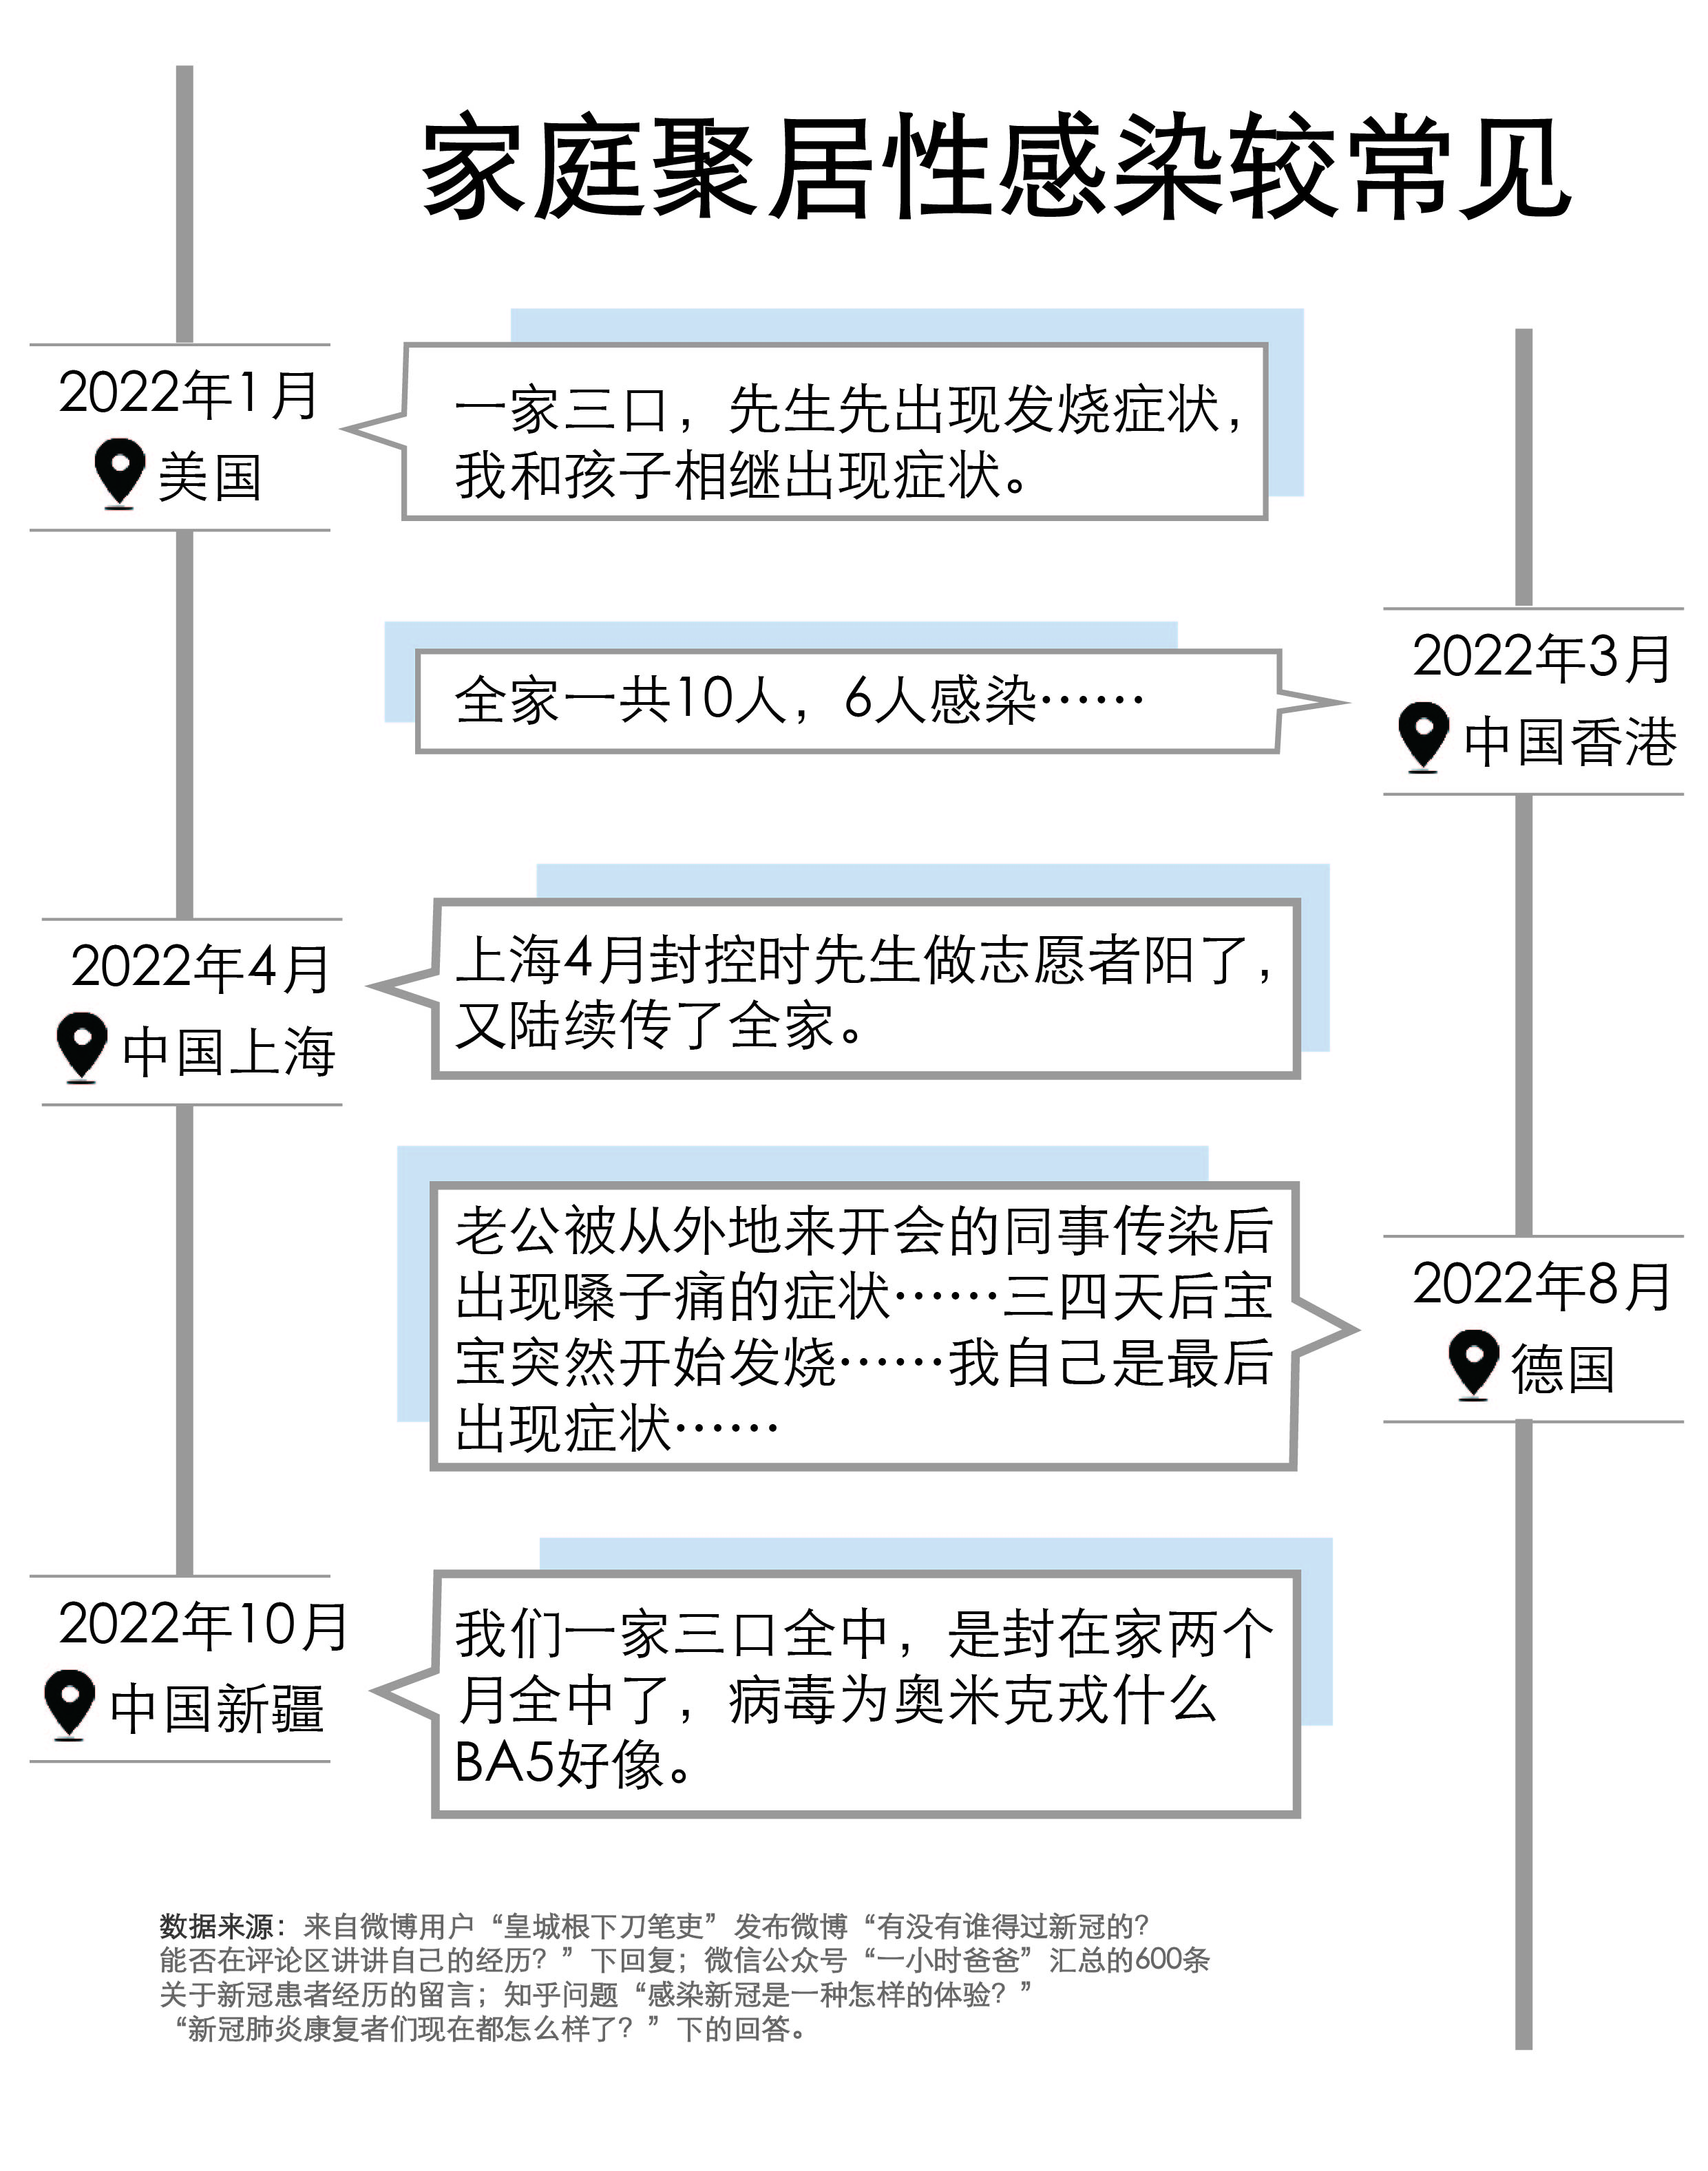 家庭聚居性感染较常见
2022年1月
美国
一家三口，先生先出现发烧症状，
我和孩子相继出现症状。
全家一共10人，6人感染……
2022年3月
中国香港
2022年4月
中国上海
上海4月封控时先生做志愿者阳了，
又陆续传了全家。
老公被从外地来开会的同事传染后
出现嗓子痛的症状……三四天后宝
宝突然开始发烧……我自己是最后
出现症状……
2022年8月
德国
2022年10月
中国新疆
我们一家三口全中，是封在家两个
月全中了，病毒为奥米克戎什么
BA5好像。
数据来源：来自微博用户“皇城根下刀笔吏”发布微博“有没有谁得过新冠的？
能否在评论区讲讲自己的经历？”下回复；微信公众号“一小时爸爸”汇总的600条
关于新冠患者经历的留言；知乎问题“感染新冠是一种怎样的体验？”
“新冠肺炎康复者们现在都怎么样了？”下的回答。